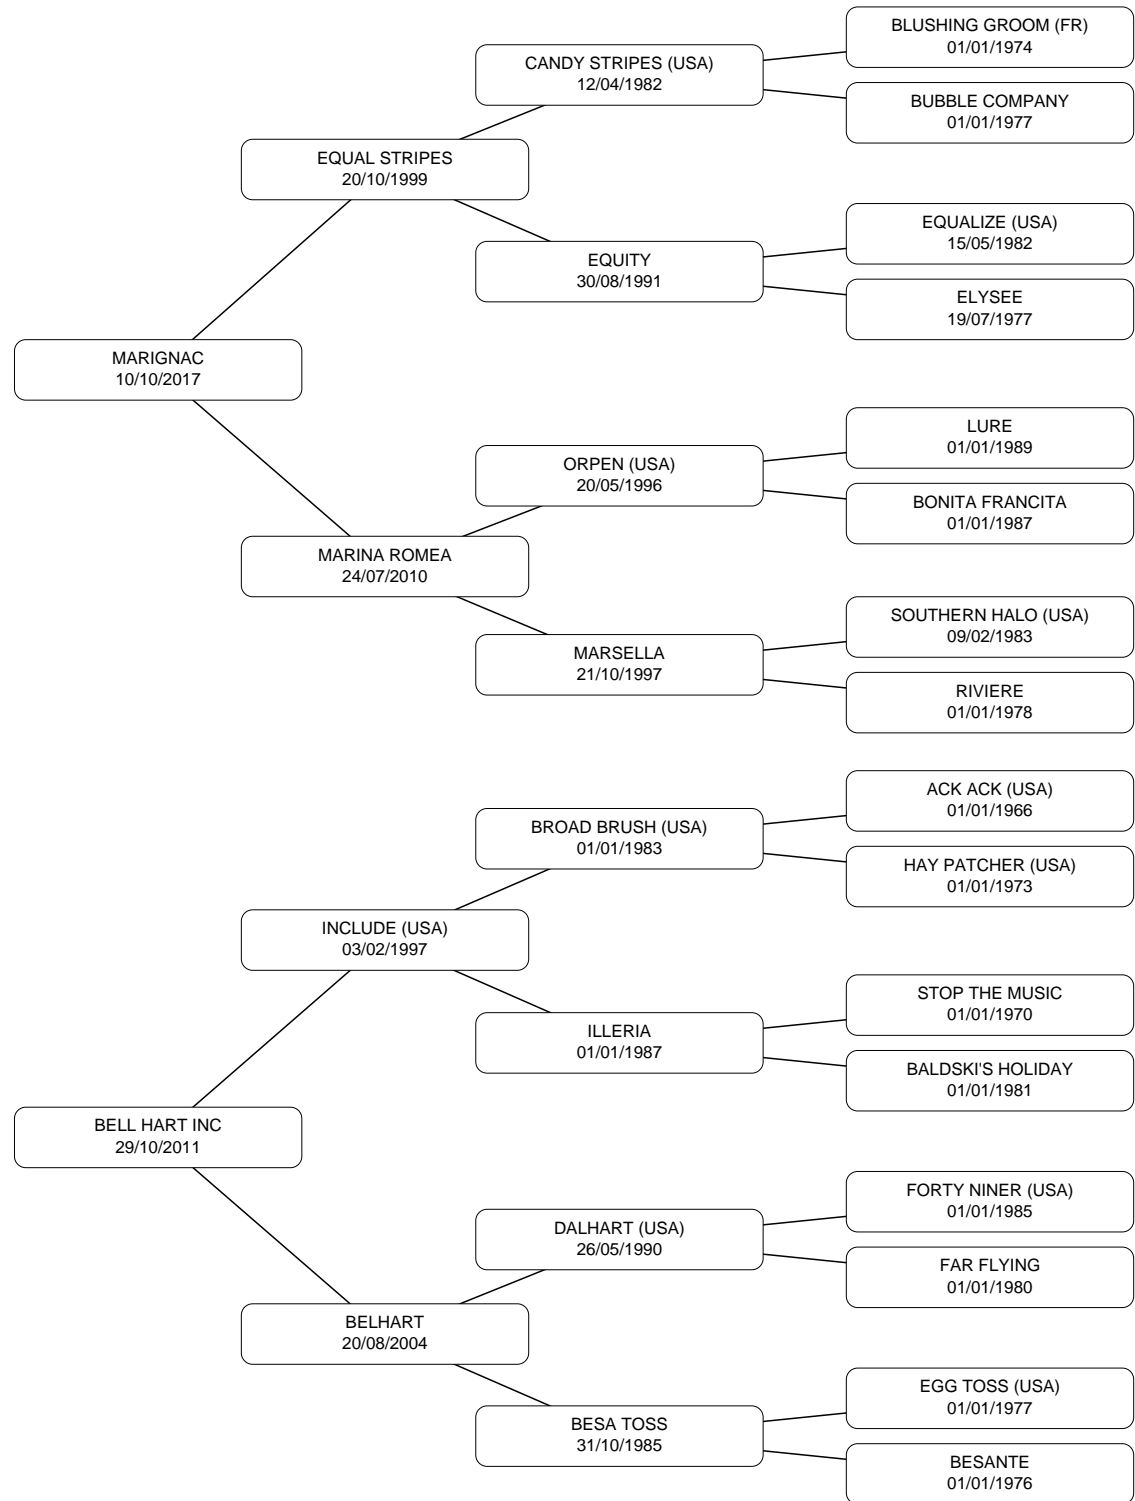 BLUSHING GROOM (FR)
01/01/1974
CANDY STRIPES (USA)
12/04/1982
BUBBLE COMPANY
01/01/1977
EQUAL STRIPES
20/10/1999
EQUALIZE (USA)
15/05/1982
EQUITY
30/08/1991
ELYSEE
19/07/1977
MARIGNAC
10/10/2017
LURE
01/01/1989
ORPEN (USA)
20/05/1996
BONITA FRANCITA
01/01/1987
MARINA ROMEA
24/07/2010
SOUTHERN HALO (USA)
09/02/1983
MARSELLA
21/10/1997
RIVIERE
01/01/1978
ACK ACK (USA)
01/01/1966
BROAD BRUSH (USA)
01/01/1983
HAY PATCHER (USA)
01/01/1973
INCLUDE (USA)
03/02/1997
STOP THE MUSIC
01/01/1970
ILLERIA
01/01/1987
BALDSKI'S HOLIDAY
01/01/1981
BELL HART INC
29/10/2011
FORTY NINER (USA)
01/01/1985
DALHART (USA)
26/05/1990
FAR FLYING
01/01/1980
BELHART
20/08/2004
EGG TOSS (USA)
01/01/1977
BESA TOSS
31/10/1985
BESANTE
01/01/1976